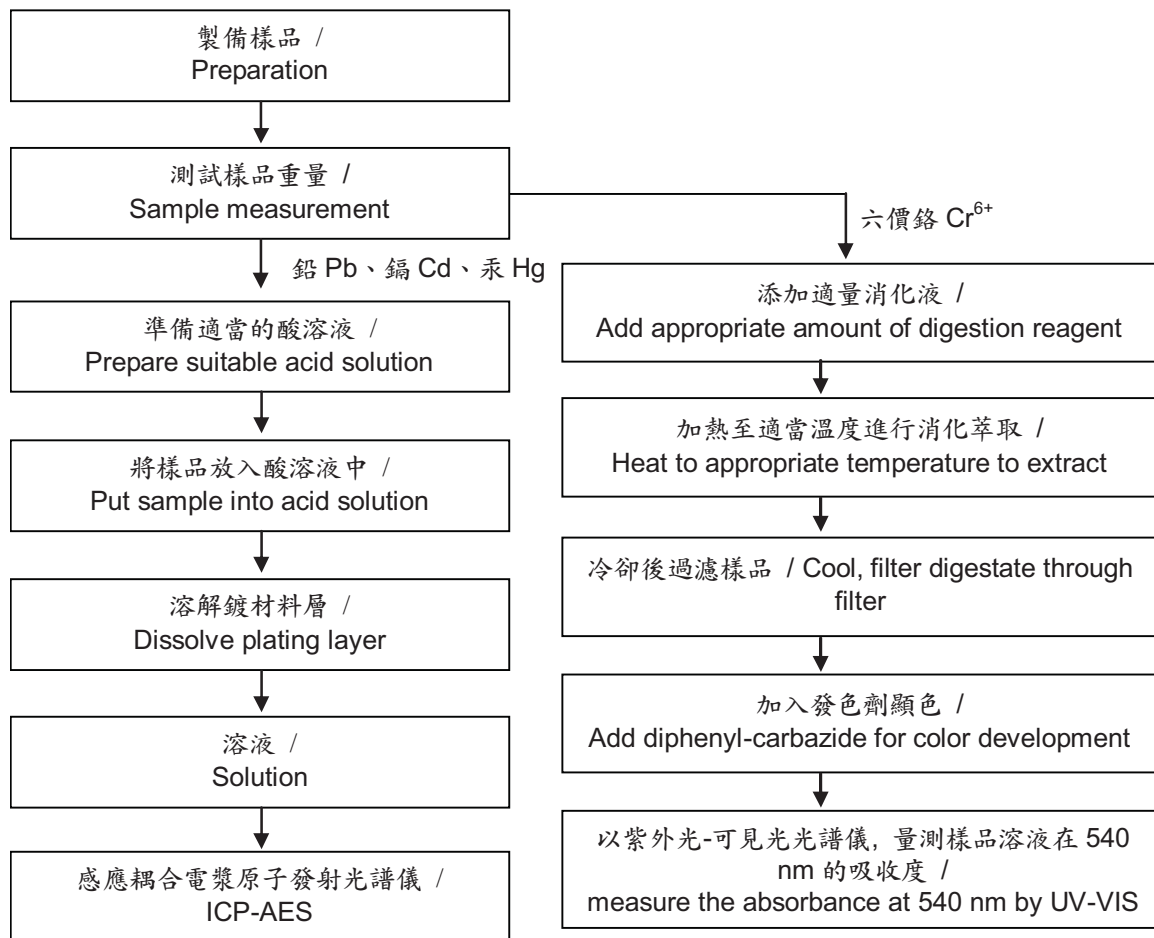 製備樣品 /
Preparation
測試樣品重量 /
Sample measurement
鉛 Pb、鎘 Cd、汞 Hg
準備適當的酸溶液 /
Prepare suitable acid solution
將樣品放入酸溶液中 /
Put sample into acid solution
溶解鍍材料層 /
Dissolve plating layer
溶液 /
Solution
感應耦合電漿原子發射光譜儀 /
ICP-AES
六價鉻 Cr⁶⁺
添加適量消化液 /
Add appropriate amount of digestion reagent
加熱至適當溫度進行消化萃取 /
Heat to appropriate temperature to extract
冷卻後過濾樣品 / Cool, filter digestate through
filter
加入發色劑顯色 /
Add diphenyl-carbazide for color development
以紫外光-可見光光譜儀, 量測樣品溶液在 540
nm 的吸收度 /
measure the absorbance at 540 nm by UV-VIS